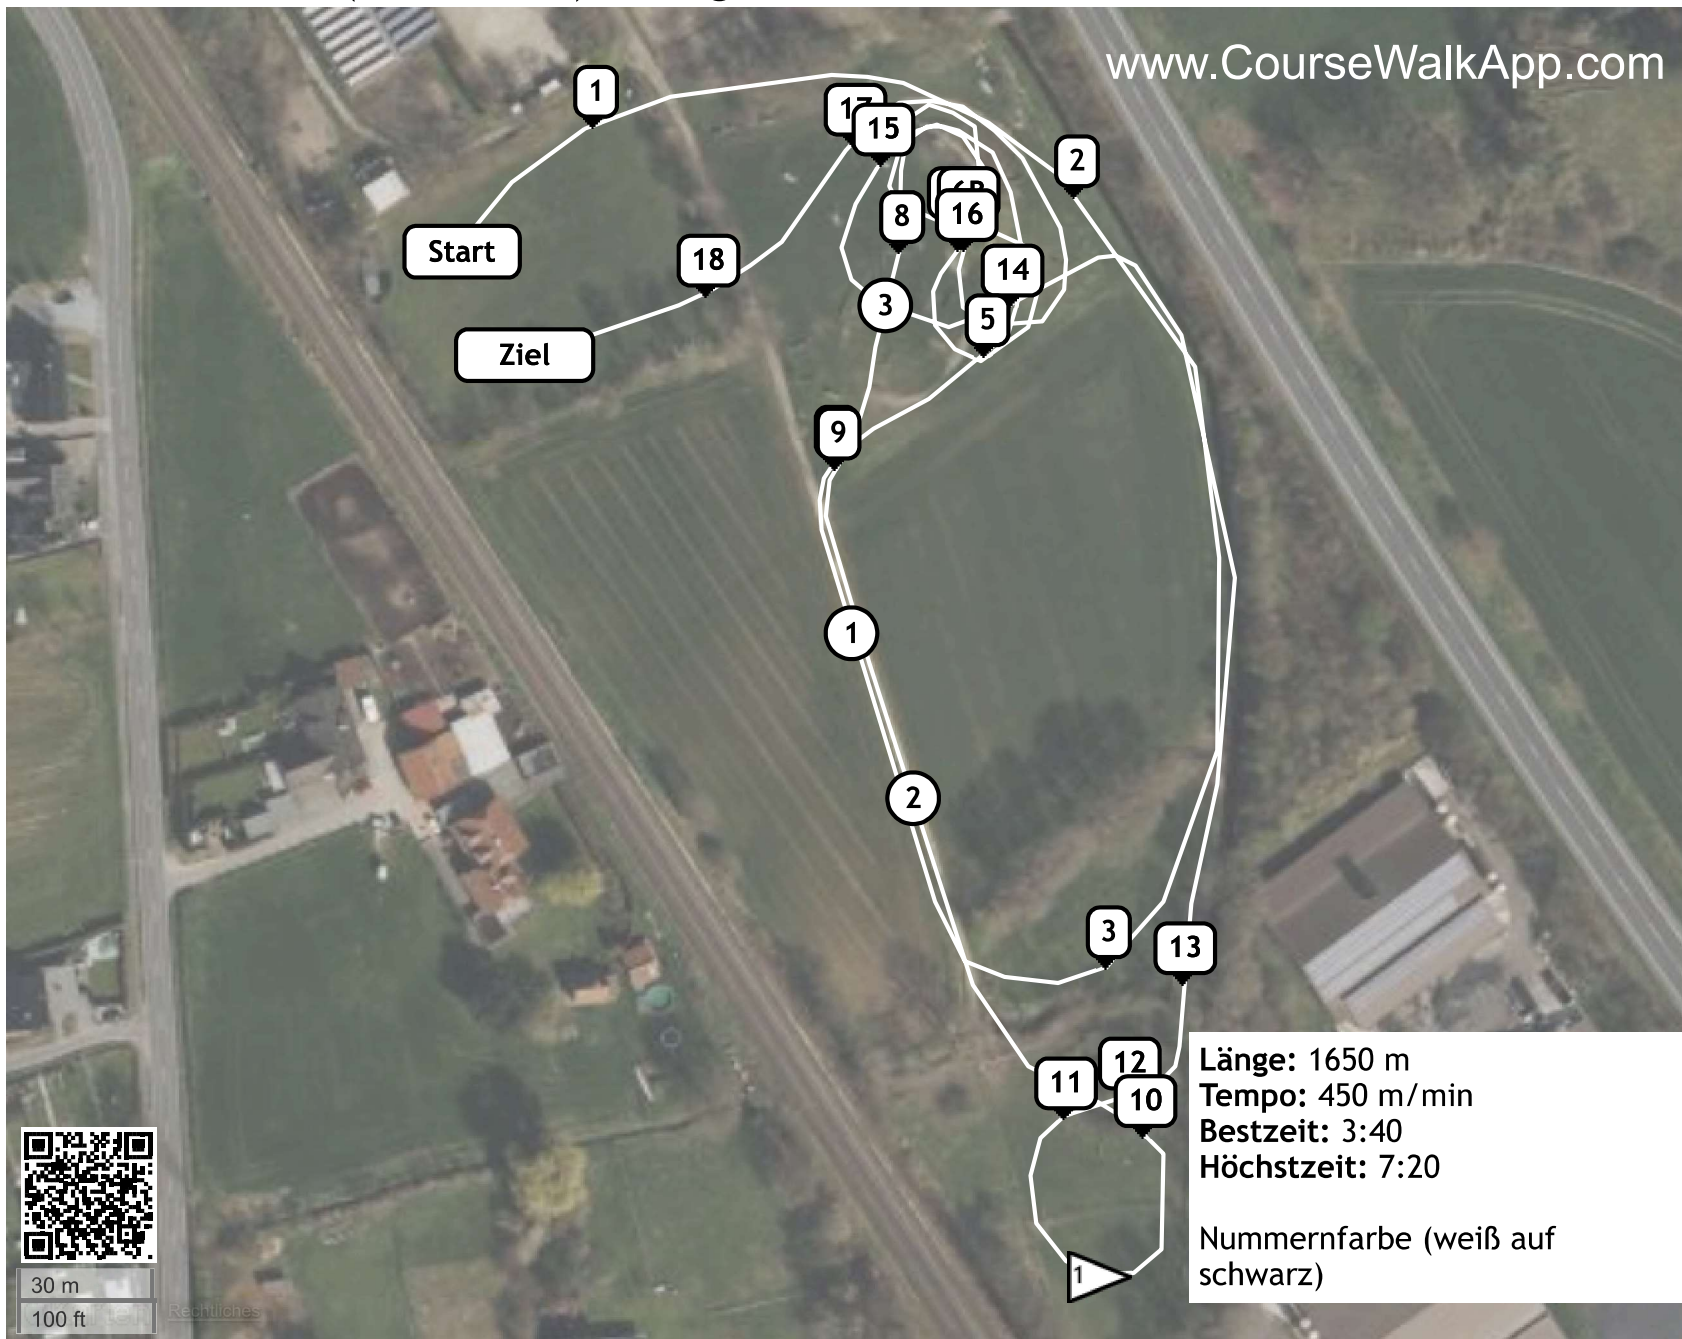 www.CourseWalkApp.com
1
17
15
2
6B
8
16
Start
18
14
3
5
Ziel
9
1
2
3
13
12
11
10
1
Länge: 1650 m
Tempo: 450 m/min
Bestzeit: 3:40
Höchstzeit: 7:20
Nummernfarbe (weiß auf
schwarz)
30 m
100 ft
Rechtliches